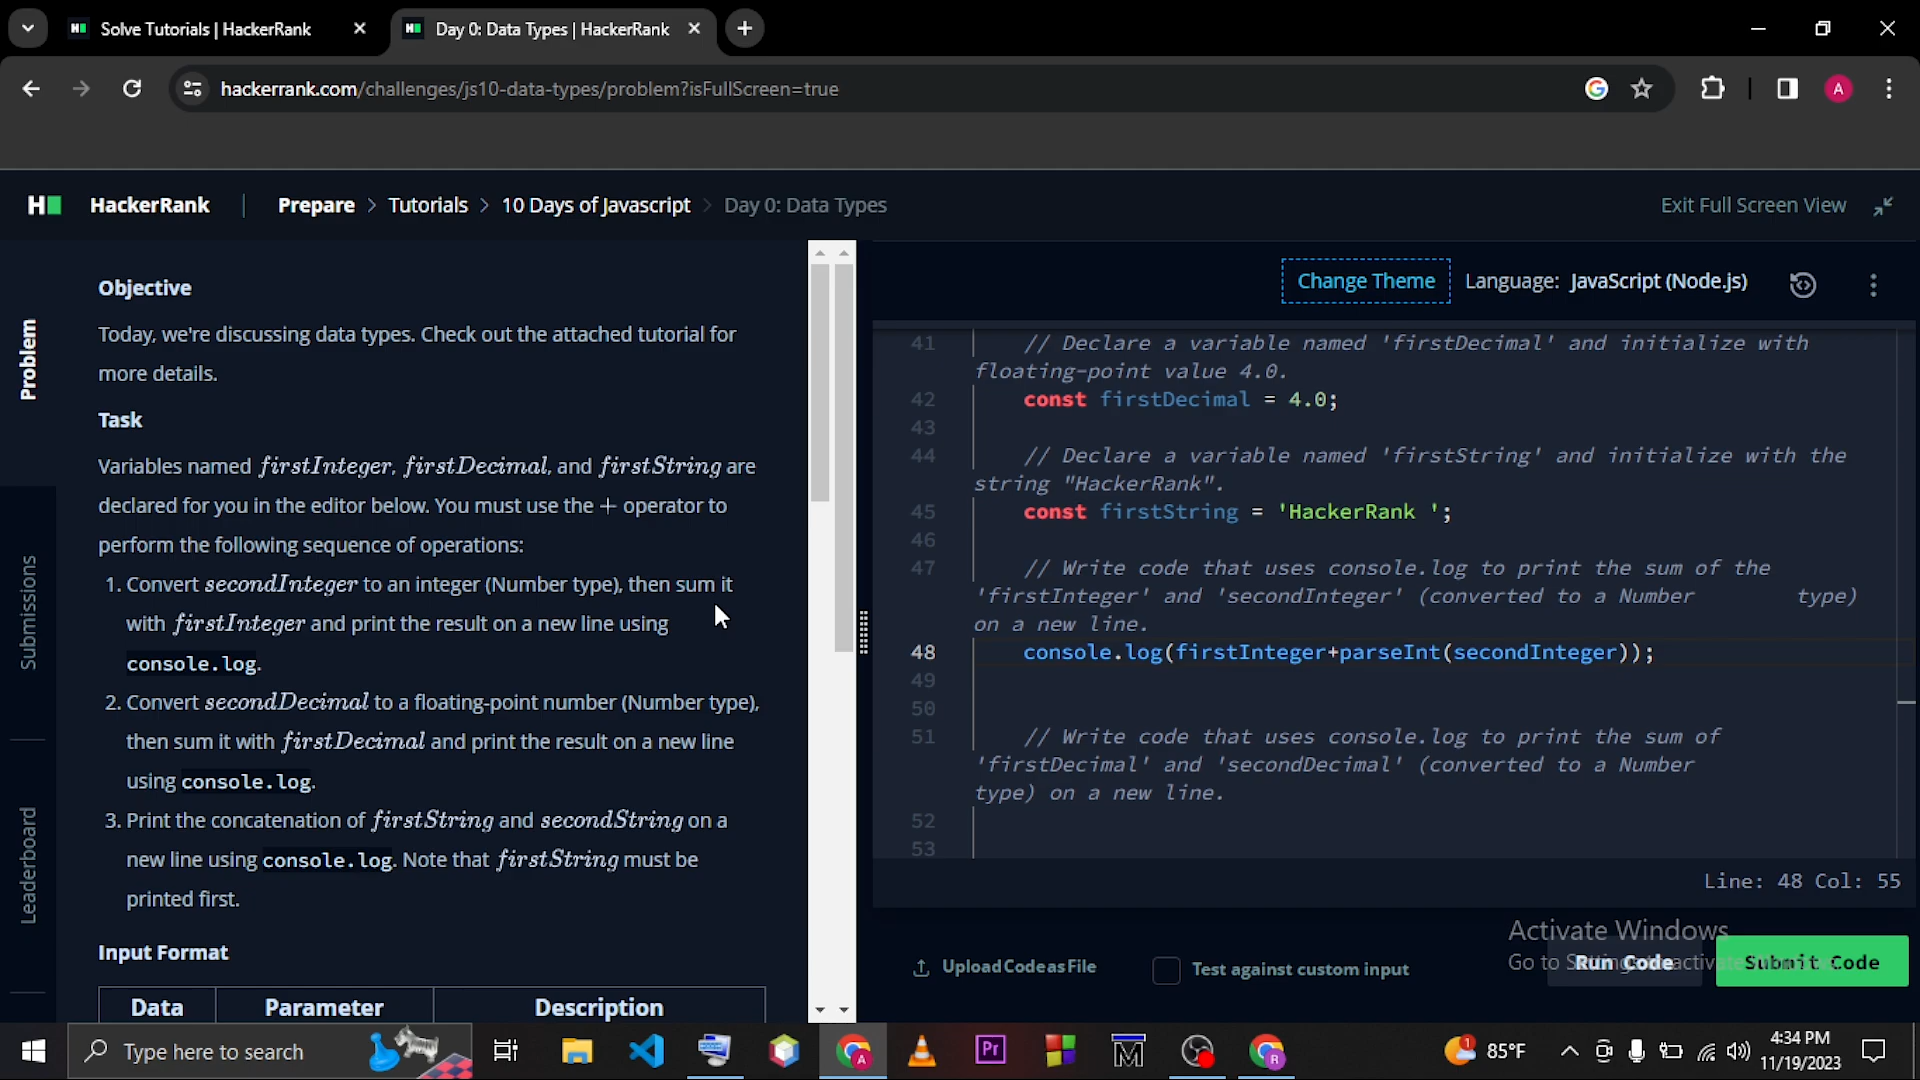 Solve Tutorials | HackerRank
Day 0: Data Types | HackerRank
hackerrank.com/challenges/js10-data-types/problem?isFullScreen=true
A
HackerRank
Prepare > Tutorials > 10 Days of Javascript > Day 0: Data Types
Exit Full Screen View
Problem
Submissions
Leaderboard
Objective
Today, we're discussing data types. Check out the attached tutorial for
more details.
Task
Variables named firstInteger, firstDecimal, and firstString are
declared for you in the editor below. You must use the + operator to
perform the following sequence of operations:
1. Convert secondInteger to an integer (Number type), then sum it
with firstInteger and print the result on a new line using
console.log.
2. Convert secondDecimal to a floating-point number (Number type),
then sum it with firstDecimal and print the result on a new line
using console.log.
3. Print the concatenation of firstString and secondString on a
new line using console.log. Note that firstString must be
printed first.
Input Format
Data Parameter Description
Change Theme Language: JavaScript (Node.js)
41 // Declare a variable named 'firstDecimal' and initialize with
floating-point value 4.0.
42 const firstDecimal = 4.0;
43
44 // Declare a variable named 'firstString' and initialize with the
string "HackerRank".
45 const firstString = 'HackerRank ';
46
47 // Write code that uses console.log to print the sum of the
'firstInteger' and 'secondInteger' (converted to a Number type)
on a new line.
48 console.log(firstInteger+parseInt(secondInteger));
49
50
51 // Write code that uses console.log to print the sum of
'firstDecimal' and 'secondDecimal' (converted to a Number
type) on a new line.
52
53
Line: 48 Col: 55
Upload Code as File
Test against custom input
Activate Windows
Run Code
Submit Code
Type here to search
Pr
A
R
1
85°F
4:34 PM
11/19/2023